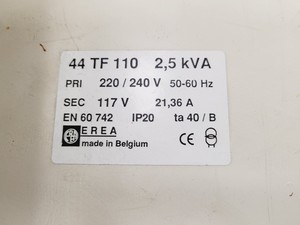 44 TF 110 2,5 kVA
PRI 220 / 240 V 50-60 Hz
SEC 117 V 21,36 A
EN 60 742 IP20 ta 40 / B
EREA
made in Belgium